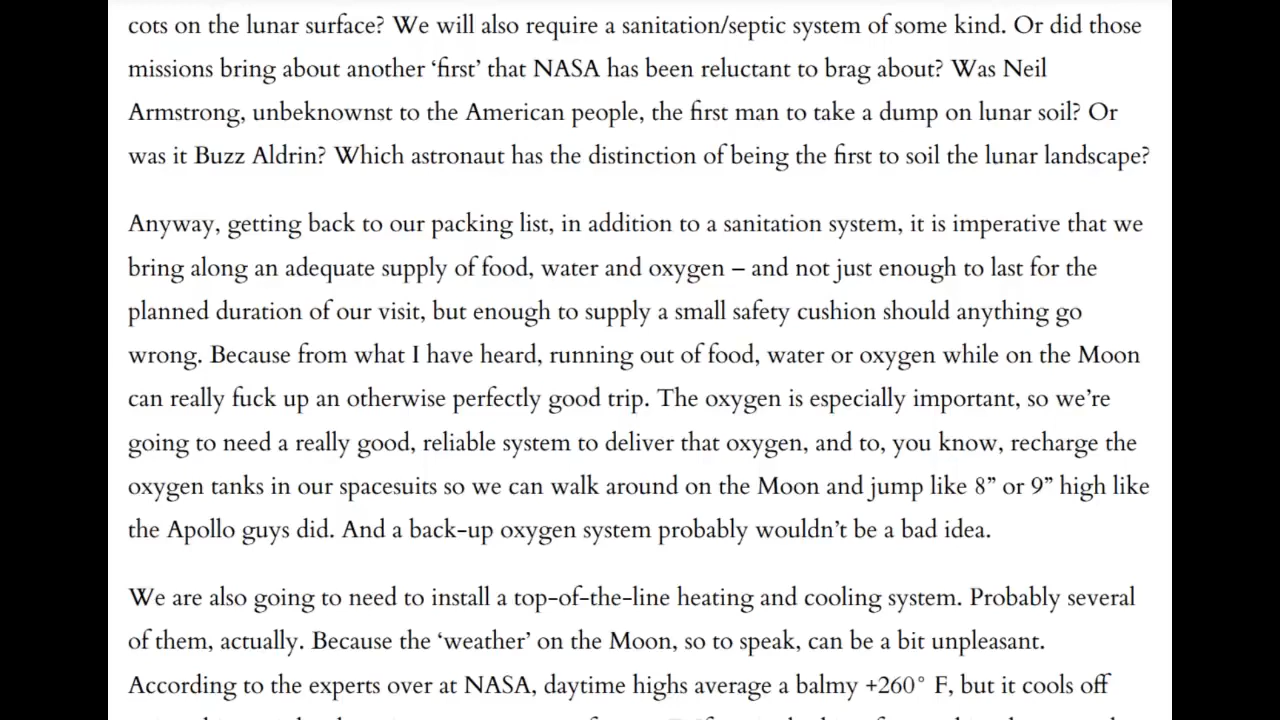 cots on the lunar surface? We will also require a sanitation/septic system of some kind. Or did those
missions bring about another ‘first’ that NASA has been reluctant to brag about? Was Neil
Armstrong, unbeknownst to the American people, the first man to take a dump on lunar soil? Or
was it Buzz Aldrin? Which astronaut has the distinction of being the first to soil the lunar landscape?
Anyway, getting back to our packing list, in addition to a sanitation system, it is imperative that we
bring along an adequate supply of food, water and oxygen – and not just enough to last for the
planned duration of our visit, but enough to supply a small safety cushion should anything go
wrong. Because from what I have heard, running out of food, water or oxygen while on the Moon
can really fuck up an otherwise perfectly good trip. The oxygen is especially important, so we’re
going to need a really good, reliable system to deliver that oxygen, and to, you know, recharge the
oxygen tanks in our spacesuits so we can walk around on the Moon and jump like 8” or 9” high like
the Apollo guys did. And a back-up oxygen system probably wouldn’t be a bad idea.
We are also going to need to install a top-of-the-line heating and cooling system. Probably several
of them, actually. Because the ‘weather’ on the Moon, so to speak, can be a bit unpleasant.
According to the experts over at NASA, daytime highs average a balmy +260° F, but it cools off